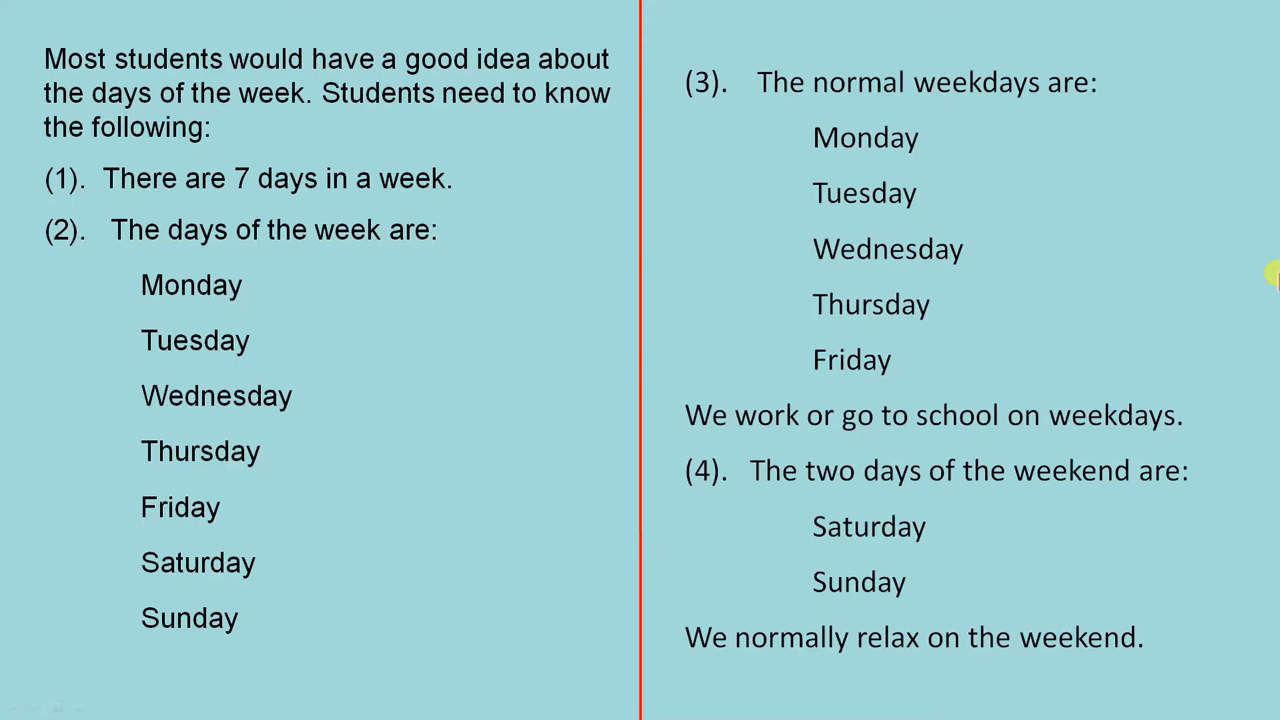 Most students would have a good idea about
the days of the week. Students need to know
the following:
(1). There are 7 days in a week.
(2). The days of the week are:
Monday
Tuesday
Wednesday
Thursday
Friday
Saturday
Sunday
(3). The normal weekdays are:
Monday
Tuesday
Wednesday
Thursday
Friday
We work or go to school on weekdays.
(4). The two days of the weekend are:
Saturday
Sunday
We normally relax on the weekend.